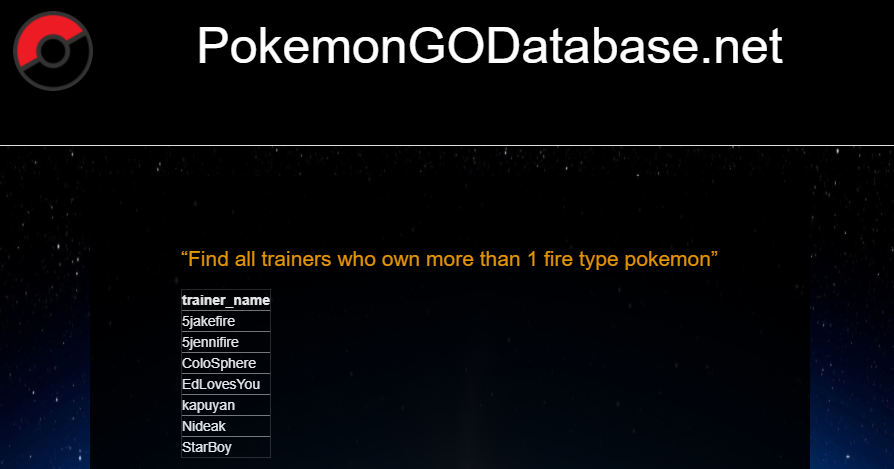 PokemonGODatabase.net
“Find all trainers who own more than 1 fire type pokemon”
trainer_name
5jakefire
5jennifire
ColoSphere
EdLovesYou
kapuyan
Nideak
StarBoy